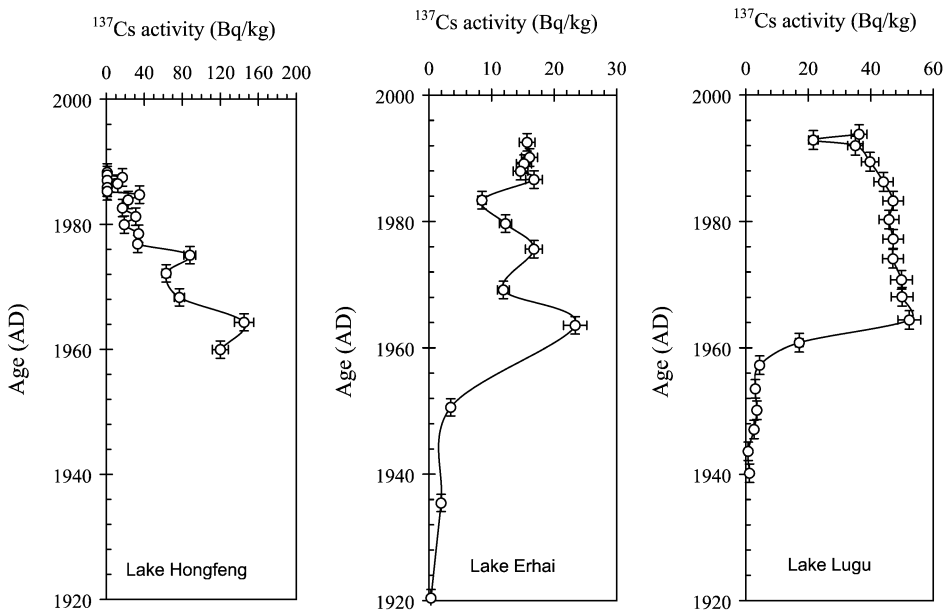 ¹³⁷Cs activity (Bq/kg)
0 40 80 120 160 200
2000
1980
1960
1940
1920
Age (AD)
Lake Hongfeng
¹³⁷Cs activity (Bq/kg)
0 10 20 30
2000
1980
1960
1940
1920
Age (AD)
Lake Erhai
¹³⁷Cs activity (Bq/kg)
0 20 40 60
2000
1980
1960
1940
1920
Age (AD)
Lake Lugu